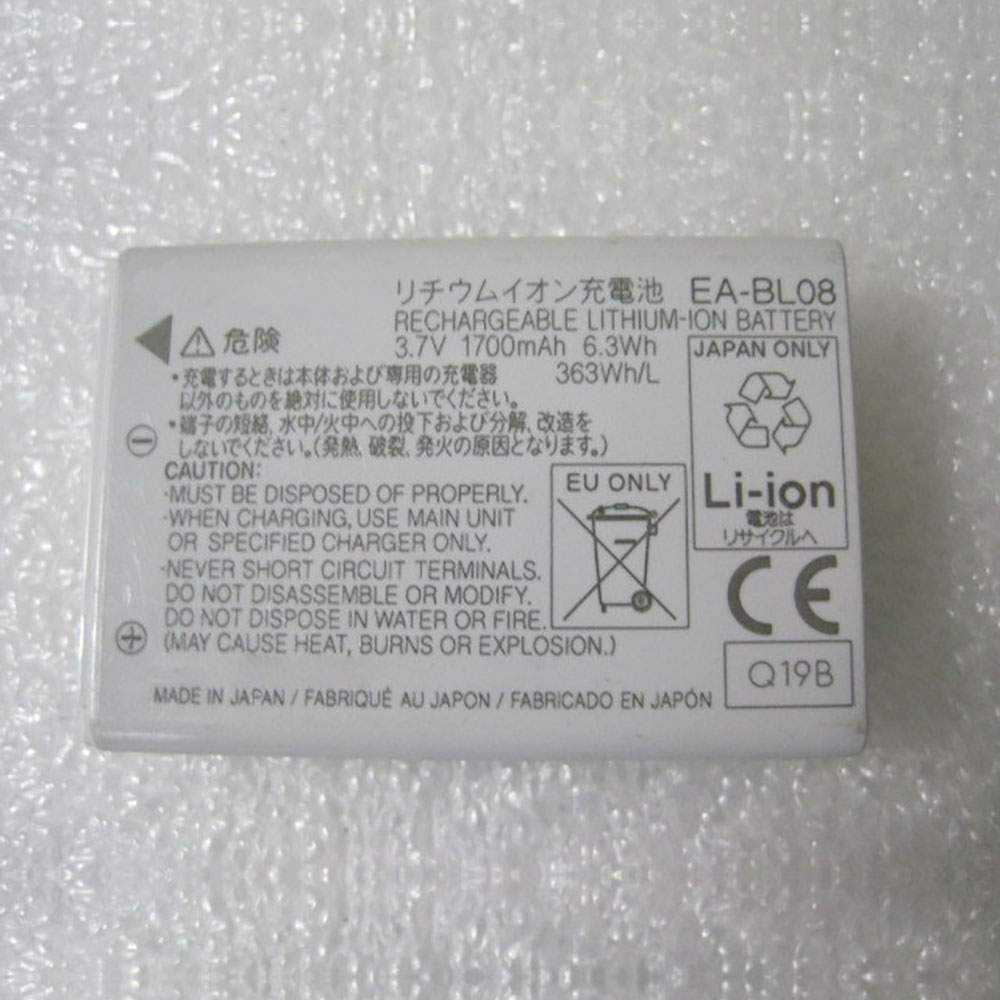 リチウムイオン充電池 EA-BL08
RECHARGEABLE LITHIUM-ION BATTERY
3.7V 1700mAh 6.3Wh
363Wh/L
⚠ 危険
•充電するときは本体および専用の充電器
以外のものを絶対に使用しないでください。
•端子の短絡, 水中/火中への投下および分解, 改造を
しないでください。(発熱, 破裂, 発火の原因となります。)
CAUTION:
·MUST BE DISPOSED OF PROPERLY.
·WHEN CHARGING, USE MAIN UNIT
OR SPECIFIED CHARGER ONLY.
·NEVER SHORT CIRCUIT TERMINALS.
DO NOT DISASSEMBLE OR MODIFY.
DO NOT DISPOSE IN WATER OR FIRE.
(MAY CAUSE HEAT, BURNS OR EXPLOSION.)
EU ONLY
JAPAN ONLY
Li-ion
電池は
リサイクルへ
CE
Q19B
MADE IN JAPAN / FABRIQUÉ AU JAPON / FABRICADO EN JAPÓN